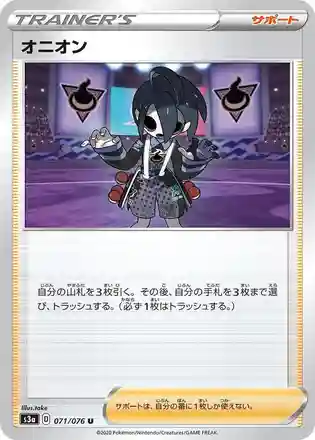 TRAINER'S サポート
オニオン
自分の山札を3枚引く。その後、自分の手札を3枚まで選
び、トラッシュする。（必ず1枚はトラッシュする。）
Illus.take
s3a D 071/076 U
サポートは、自分の番に1枚しか使えない。
©2020 Pokémon/Nintendo/Creatures/GAME FREAK.